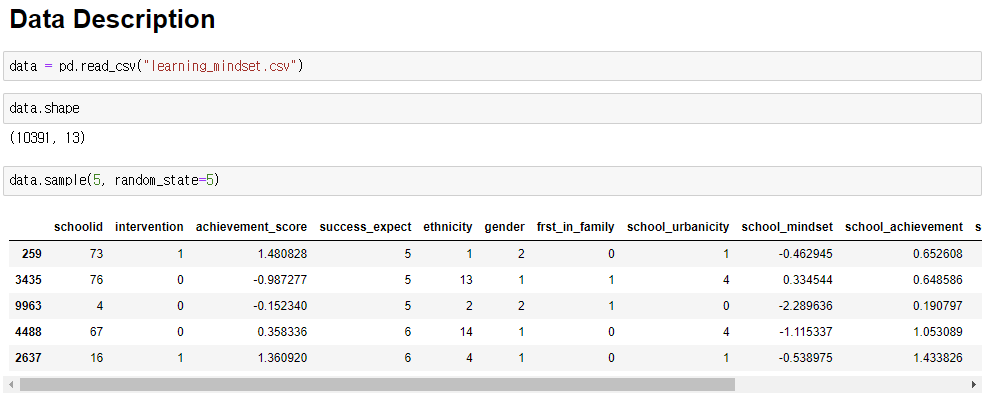 Data Description
data = pd.read_csv("learning_mindset.csv")
data.shape
(10391, 13)
data.sample(5, random_state=5)
schoolid intervention achievement_score success_expect ethnicity gender frst_in_family school_urbanicity school_mindset school_achievement s
259 73 1 1.480828 5 1 2 0 1 -0.462945 0.652608
3435 76 0 -0.987277 5 13 1 1 4 0.334544 0.648586
9963 4 0 -0.152340 5 2 2 1 0 -2.289636 0.190797
4488 67 0 0.358336 6 14 1 0 4 -1.115337 1.053089
2637 16 1 1.360920 6 4 1 0 1 -0.538975 1.433826